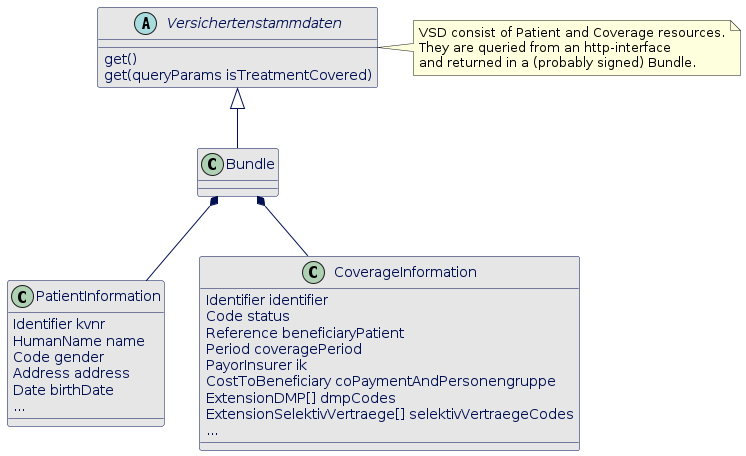 A Versichertenstammdaten
get()
get(queryParams isTreatmentCovered)
VSD consist of Patient and Coverage resources.
They are queried from an http-interface
and returned in a (probably signed) Bundle.
C Bundle
C PatientInformation
Identifier kvnr
HumanName name
Code gender
Address address
Date birthDate
...
C CoverageInformation
Identifier identifier
Code status
Reference beneficiaryPatient
Period coveragePeriod
PayorInsurer ik
CostToBeneficiary coPaymentAndPersonengruppe
ExtensionDMP[] dmpCodes
ExtensionSelektivVertraege[] selektivVertraegeCodes
...